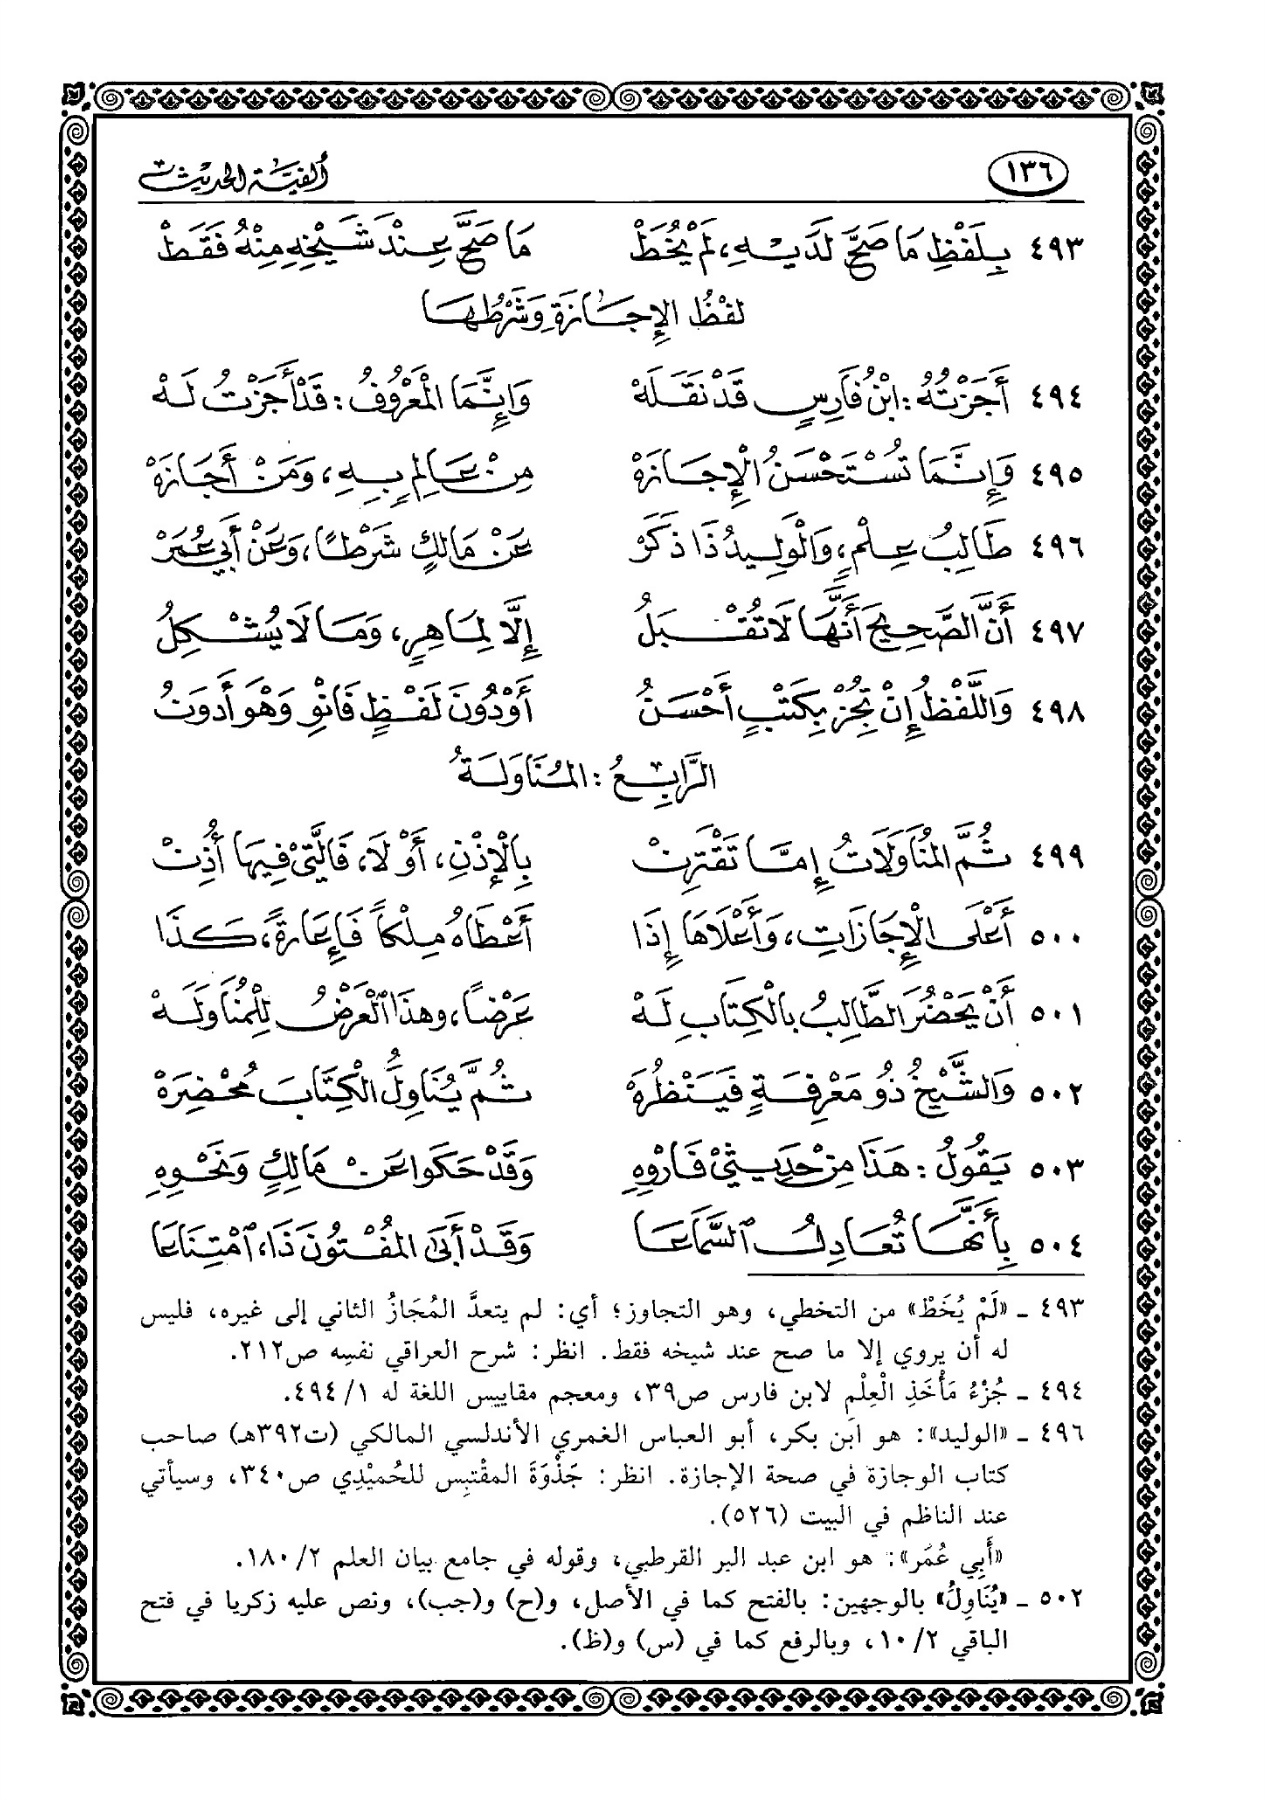 ١٣٦ ألفية الحديث
٤٩٣ بِلَفْظِ مَا صَحَّ لَدَيْهِ، لَمْ يُخَطْ مَا صَحَّ عِنْدَ شَيْخِهِ مِنْهُ فَقَطْ
لَفْظُ الإِجَازَةِ وَشَرْطُهَا
٤٩٤ أَجَزْتُهُ: ابْنُ فَارِسٍ قَدْ نَقَلَهْ وَإِنَّمَا الْمَعْرُوفُ: قَدْ أَجَزْتُ لَهْ
٤٩٥ وَإِنَّمَا تُسْتَحْسَنُ الْإِجَازَهْ مِنْ عَالِمٍ بِهِ، وَمَنْ أَجَازَهْ
٤٩٦ طَالِبُ عِلْمٍ، وَالْوَلِيدُ ذَا ذَكَرْ عَنْ مَالِكٍ شَرْطًا، وَعَنْ أَبِي عُمَرْ
٤٩٧ أَنَّ الصَّحِيحَ أَنَّهَا لَا تُقْبَلُ إِلَّا لِمَاهِرٍ، وَمَا لَا يُشْكِلُ
٤٩٨ وَاللَّفْظُ إِنْ تُجِزْ بِكَتْبٍ أَحْسَنُ أَوْ دُونَ لَفْظٍ فَانْوِ وَهْوَ أَدْوَنُ
الرَّابِعُ: الْمُنَاوَلَةُ
٤٩٩ ثُمَّ الْمُنَاوَلَاتُ إِمَّا تَقْتَرِنْ بِالْإِذْنِ، أَوْ لَا، فَالَّتِي فِيهَا أُذِنْ
٥٠٠ أَعْلَى الْإِجَازَاتِ، وَأَعْلَاهَا إِذَا أَعْطَاهُ مِلْكاً فَإِعَارةً، كَذَا
٥٠١ أَنْ يَحْضُرَ الطَّالِبُ بِالْكِتَابِ لَهْ عَرْضًا، وهذَا الْعَرْضُ لِلْمُنَاوَلَهْ
٥٠٢ وَالشَّيْخُ ذُو مَعْرِفَةٍ فَيَنْظُرَهْ ثُمَّ يُنَاوِلَُ الْكِتَابَ مُحْضِرَهْ
٥٠٣ يَقُولُ: هَذَا مِنْ حَدِيثِي فَارْوِهِ وَقَدْ حَكَوْا عَنْ مَالِكٍ وَنَحْوِهِ
٥٠٤ بِأَنَّهَا تُعَادِلُ السَّمَاعَا وَقَدْ أَبَى الْمُفْتُونَ ذَا، امْتِنَاعَا
٤٩٣ ـ «لَمْ يُخَطْ» من التخطي، وهو التجاوز؛ أي: لم يتعدَّ المُجَازُ الثاني إلى غيره، فليس
له أن يروي إلا ما صح عند شيخه فقط. انظر: شرح العراقي نفسِه ص٢١٢.
٤٩٤ ـ جُزْءُ مَأْخَذِ الْعِلْمِ لابن فارس ص٣٩، ومعجم مقاييس اللغة له ١/ ٤٩٤.
٤٩٦ ـ «الوليد»: هو ابن بكر، أبو العباس الغمري الأندلسي المالكي (ت٣٩٢هـ) صاحب
كتاب الوجازة في صحة الإجازة. انظر: جَذْوَةَ المقْتبِس للحُميْدِي ص٣٤٠، وسيأتي
عند الناظم في البيت (٥٢٦).
«أَبِي عُمَر»: هو ابن عبد البر القرطبي، وقوله في جامع بيان العلم ٢/ ١٨٠.
٥٠٢ ـ «يُنَاوِلُ» بالوجهين: بالفتح كما في الأصل، و(ح) و(جب)، ونص عليه زكريا في فتح
الباقي ٢/ ١٠، وبالرفع كما في (س) و(ظ).